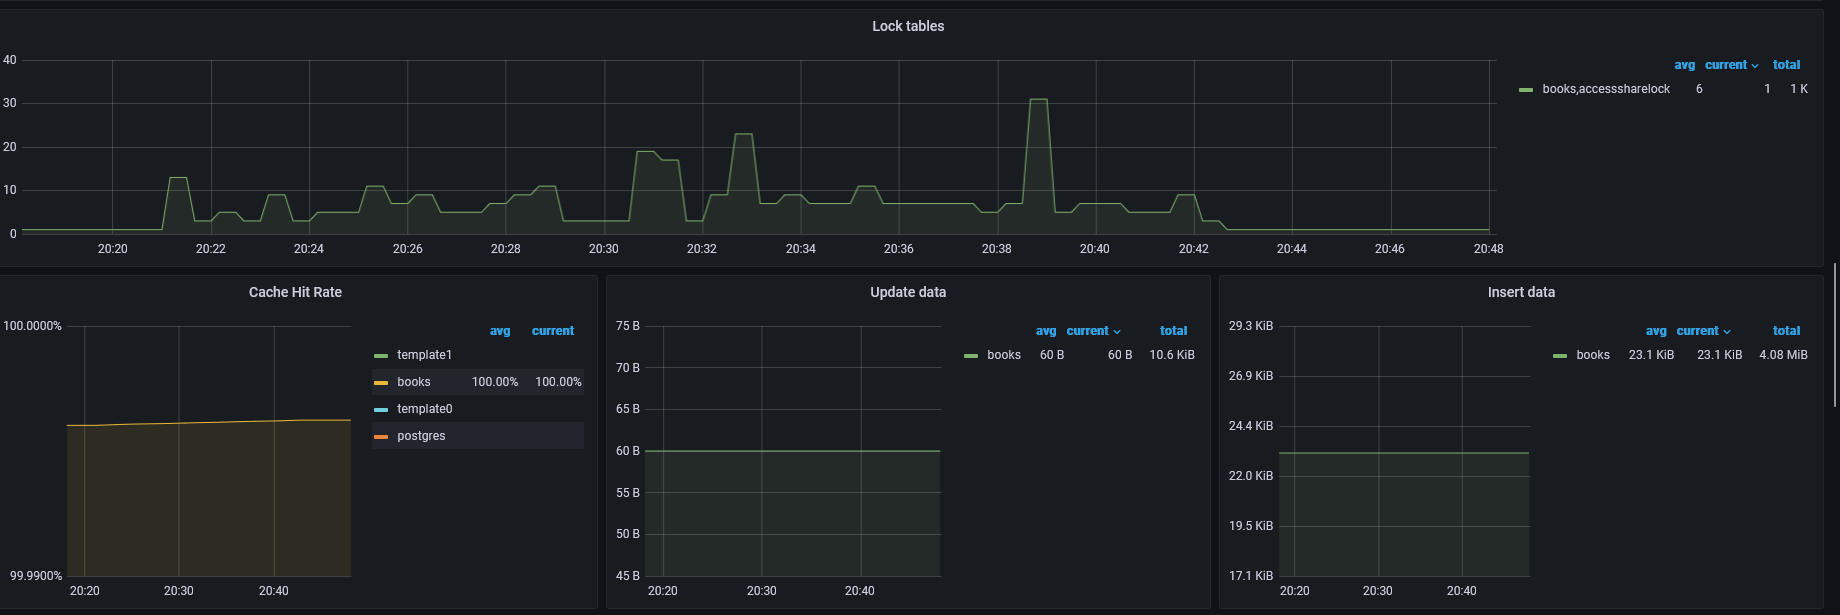 Lock tables
40
30
20
10
0
20:20 20:22 20:24 20:26 20:28 20:30 20:32 20:34 20:36 20:38 20:40 20:42 20:44 20:46 20:48
avg current total
books,accesssharelock 6 1 1 K
Cache Hit Rate
100.0000%
99.9900%
20:20 20:30 20:40
avg current
template1
books 100.00% 100.00%
template0
postgres
Update data
75 B
70 B
65 B
60 B
55 B
50 B
45 B
20:20 20:30 20:40
avg current total
books 60 B 60 B 10.6 KiB
Insert data
29.3 KiB
26.9 KiB
24.4 KiB
22.0 KiB
19.5 KiB
17.1 KiB
20:20 20:30 20:40
avg current total
books 23.1 KiB 23.1 KiB 4.08 MiB